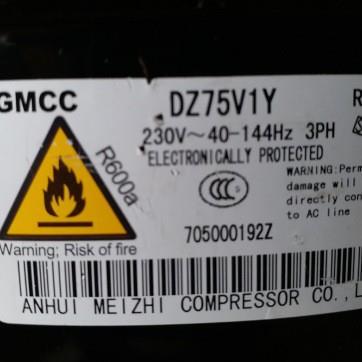 GMCC
DZ75V1Y
230V～40-144Hz 3PH
ELECTRONICALLY PROTECTED
R600a
CCC
WARNING:Perm
damage will
directly con
to AC line
705000192Z
Warning; Risk of fire
ANHUI MEIZHI COMPRESSOR CO.,L